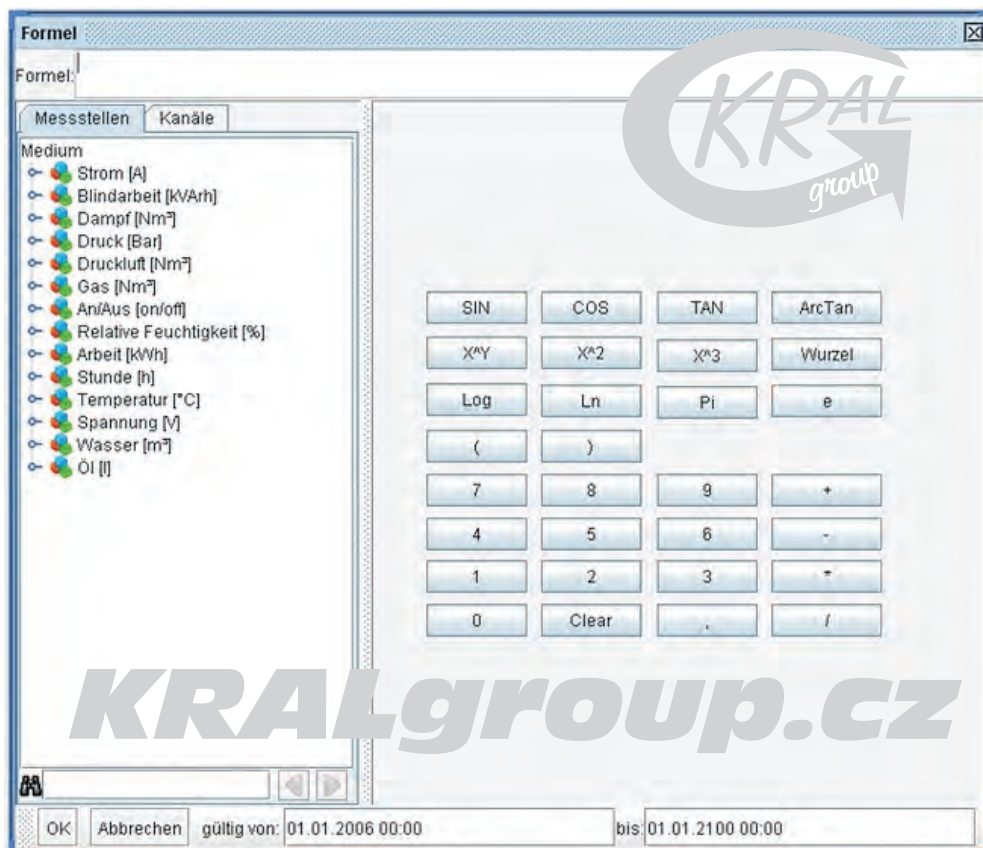 Formel
Formel:
Messstellen Kanäle
Medium
Strom [A]
Blindarbeit [kVArh]
Dampf [Nm³]
Druck [Bar]
Druckluft [Nm³]
Gas [Nm³]
An/Aus [on/off]
Relative Feuchtigkeit [%]
Arbeit [kWh]
Stunde [h]
Temperatur [°C]
Spannung [V]
Wasser [m³]
Öl [l]
KRAL
group
SIN COS TAN ArcTan
X^Y X^2 X^3 Wurzel
Log Ln Pi e
( )
7 8 9 +
4 5 6 -
1 2 3 *
0 Clear , /
KRALgroup.cz
OK Abbrechen gültig von: 01.01.2006 00:00 bis: 01.01.2100 00:00